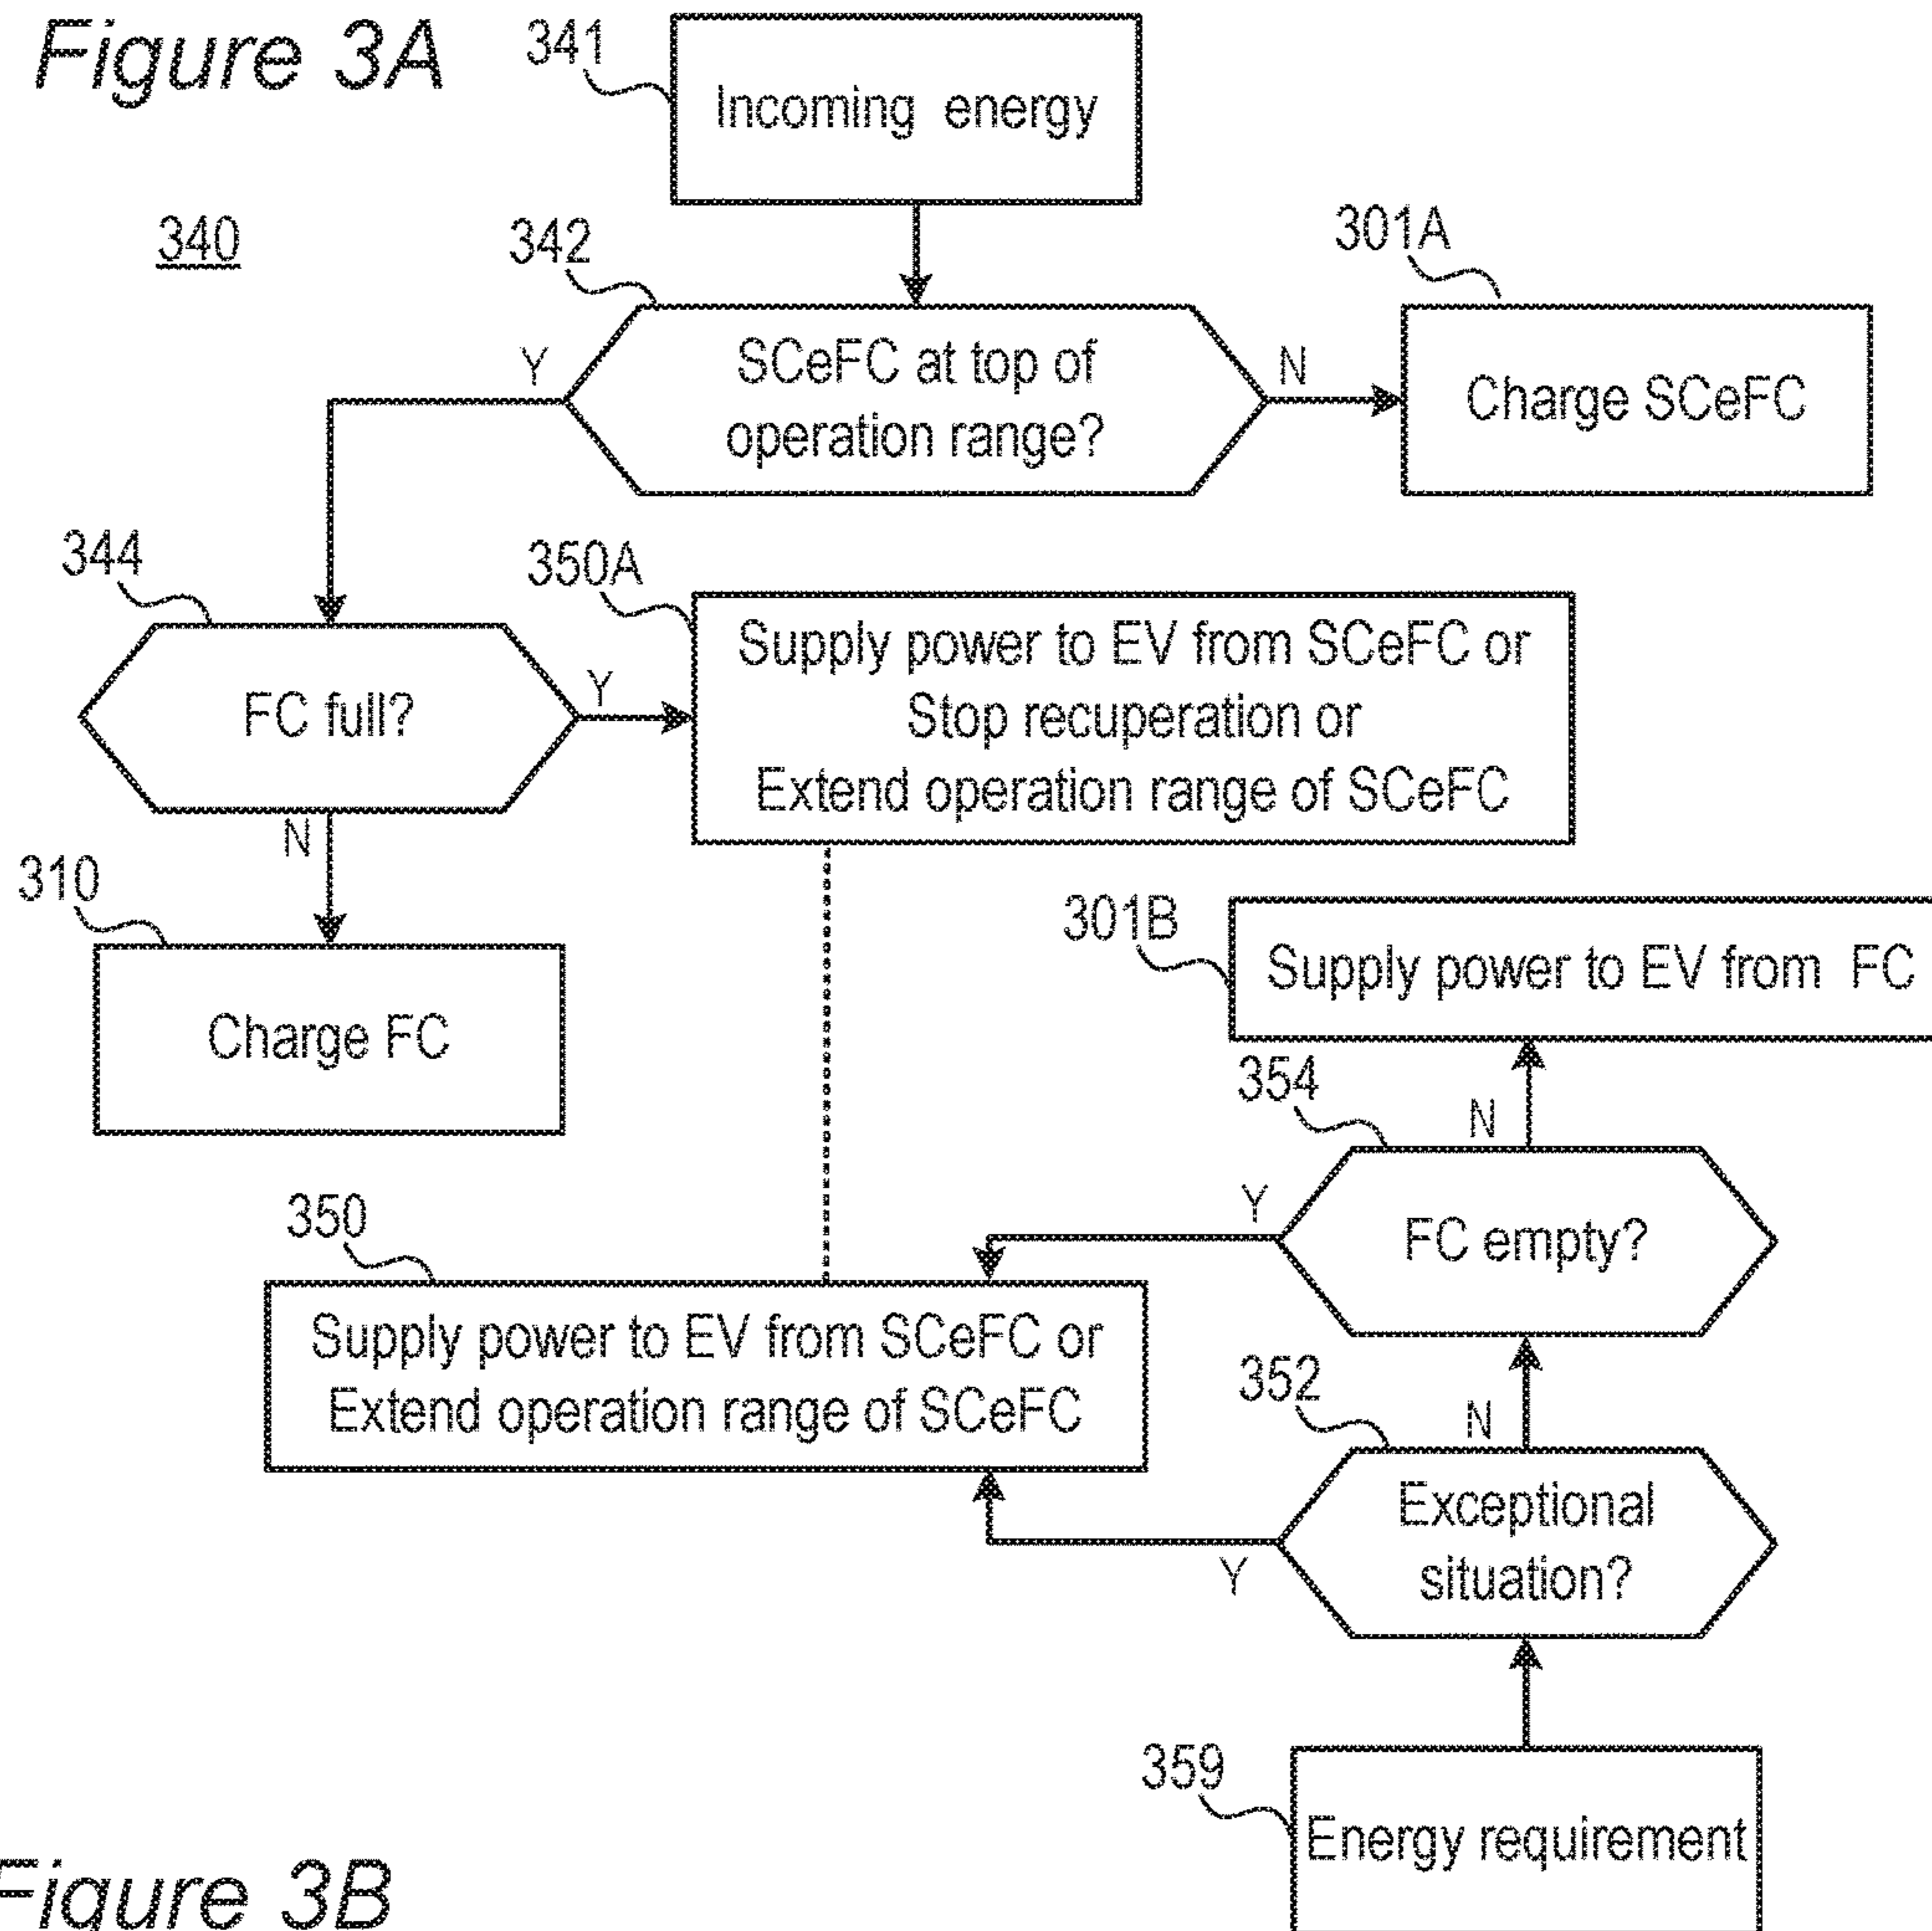 Figure 3A
341
Incoming energy
340
342
301A
Y
SCeFC at top of
operation range?
N
Charge SCeFC
344
350A
FC full?
Y
Supply power to EV from SCeFC or
Stop recuperation or
Extend operation range of SCeFC
N
310
Charge FC
301B
Supply power to EV from FC
354
N
350
Y
FC empty?
Supply power to EV from SCeFC or
Extend operation range of SCeFC
352
N
Exceptional
situation?
Y
359
Energy requirement
Figure 3B